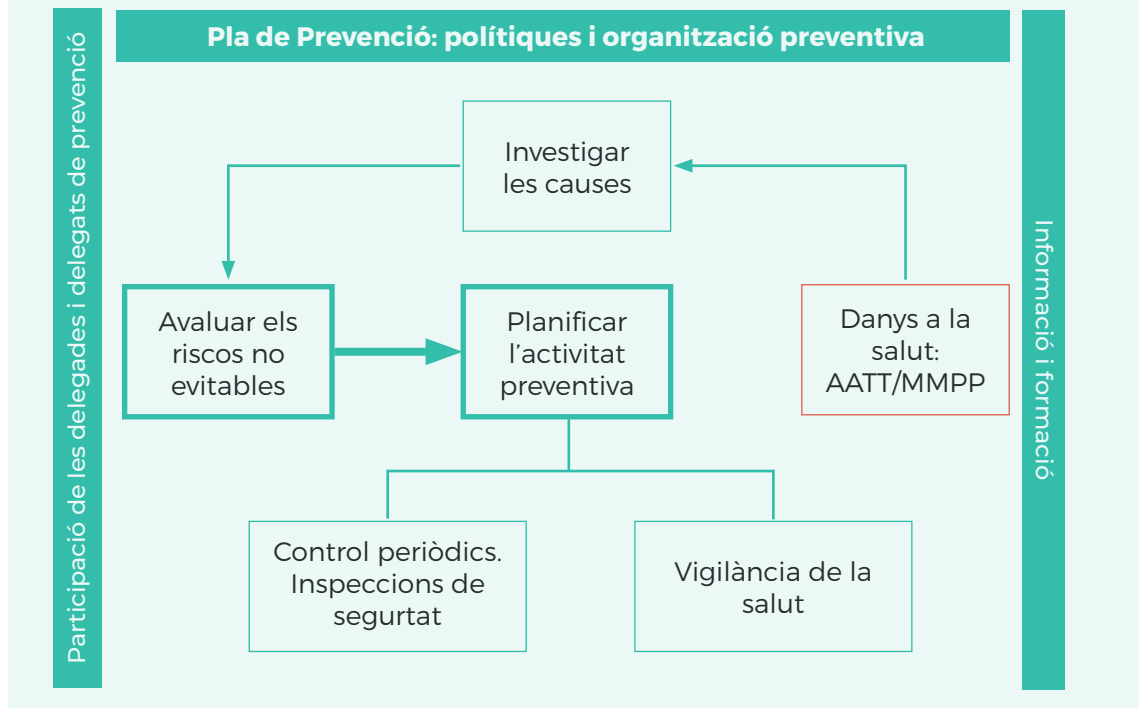 Pla de Prevenció: polítiques i organització preventiva
Participació de les delegades i delegats de prevenció
Investigar
les causes
Avaluar els
riscos no
evitables
Planificar
l’activitat
preventiva
Danys a la
salut:
AATT/MMPP
Control periòdics.
Inspeccions de
segurtat
Vigilància de la
salut
Informació i formació